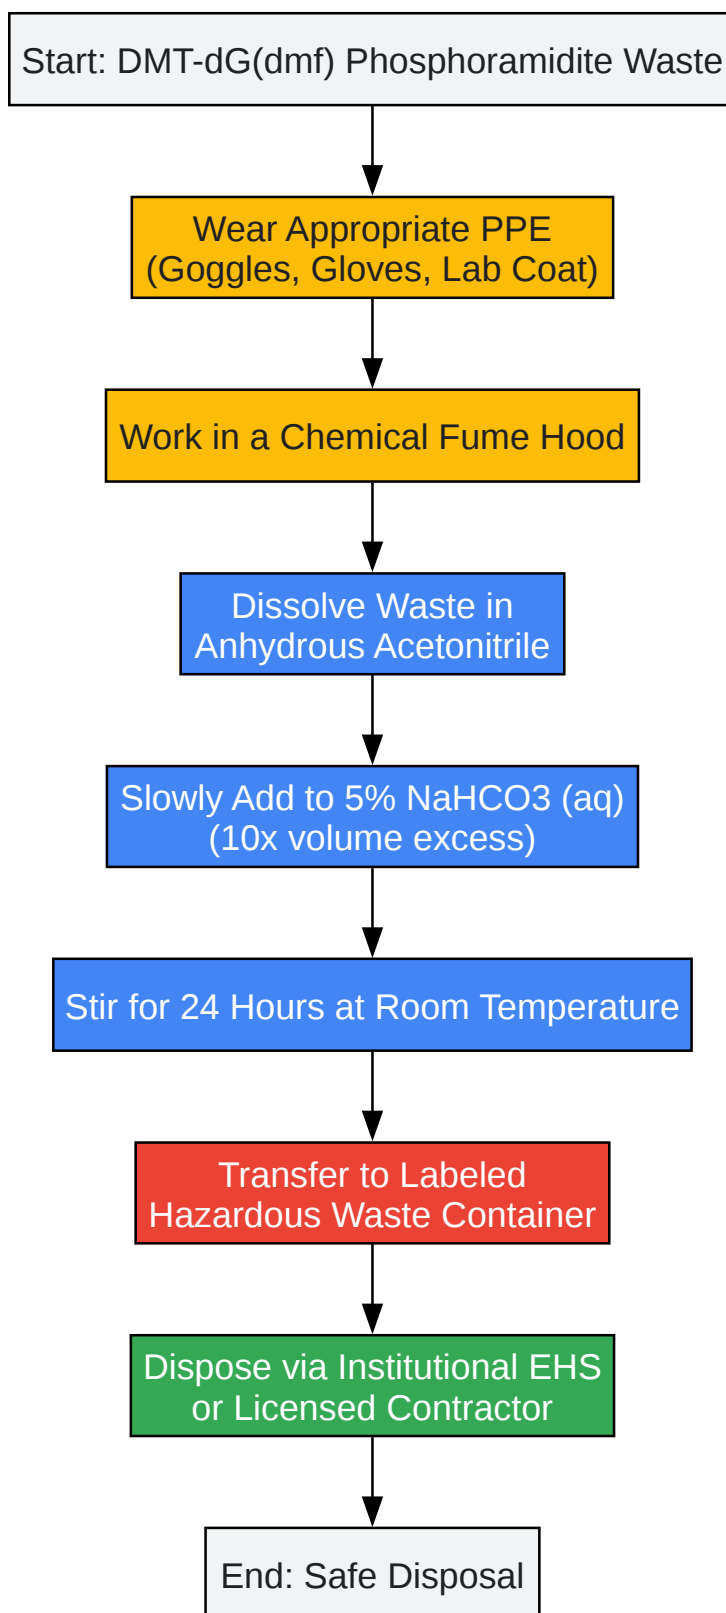 Start: DMT-dG(dmf) Phosphoramidite Waste
Wear Appropriate PPE
(Goggles, Gloves, Lab Coat)
Work in a Chemical Fume Hood
Dissolve Waste in
Anhydrous Acetonitrile
Slowly Add to 5% NaHCO3 (aq)
(10x volume excess)
Stir for 24 Hours at Room Temperature
Transfer to Labeled
Hazardous Waste Container
Dispose via Institutional EHS
or Licensed Contractor
End: Safe Disposal